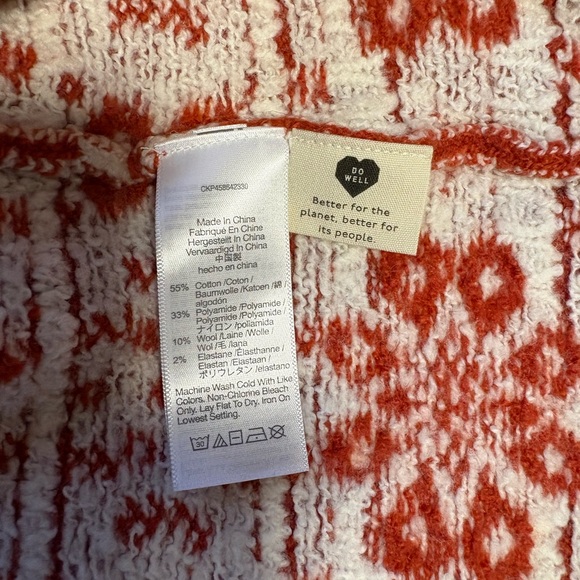 CKP458642330
Made In China
Fabriqué En Chine
Hergesteilt In China
Vervaardigd In China
中国製
hecho en china
55% Cotton /Coton /
Baumwolle /Katoen /綿 /
algodón
33% Polyamide /Polyamide /
Polyamide /Polyamide /
ナイロン /poliamida
10% Wool /Laine /Wolle /
Wol /毛 /lana
2% Elastane /Élasthanne /
Elastan /Elastaan /
ポリウレタン /elastano
Machine Wash Cold With Like
Colors. Non-Chlorine Bleach
Only. Lay Flat To Dry. Iron On
Lowest Setting.
30
DO
WELL
Better for the
planet, better for
its people.